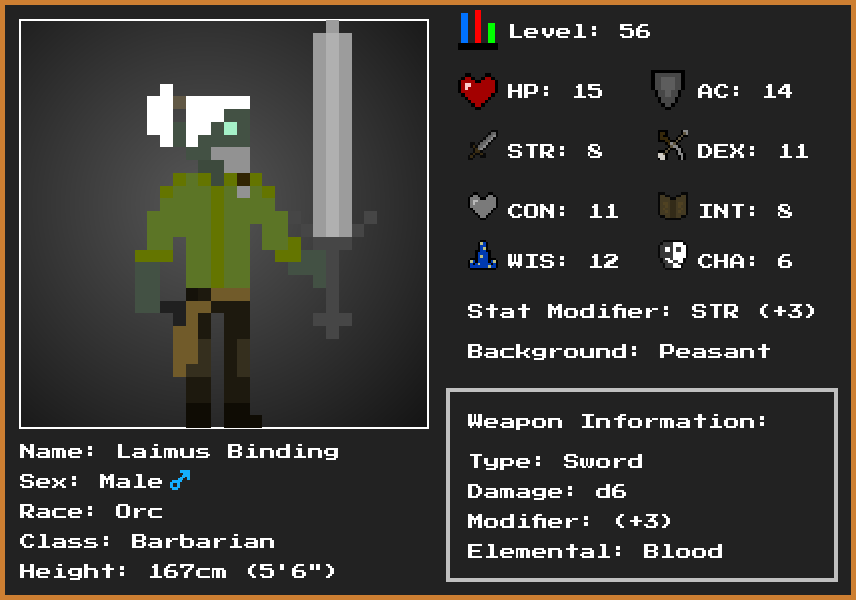 Level: 56
HP: 15 AC: 14
STR: 8 DEX: 11
CON: 11 INT: 8
WIS: 12 CHA: 6
Stat Modifier: STR (+3)
Background: Peasant
Weapon Information:
Type: Sword
Damage: d6
Modifier: (+3)
Elemental: Blood
Name: Laimus Binding
Sex: Male♂
Race: Orc
Class: Barbarian
Height: 167cm (5'6")